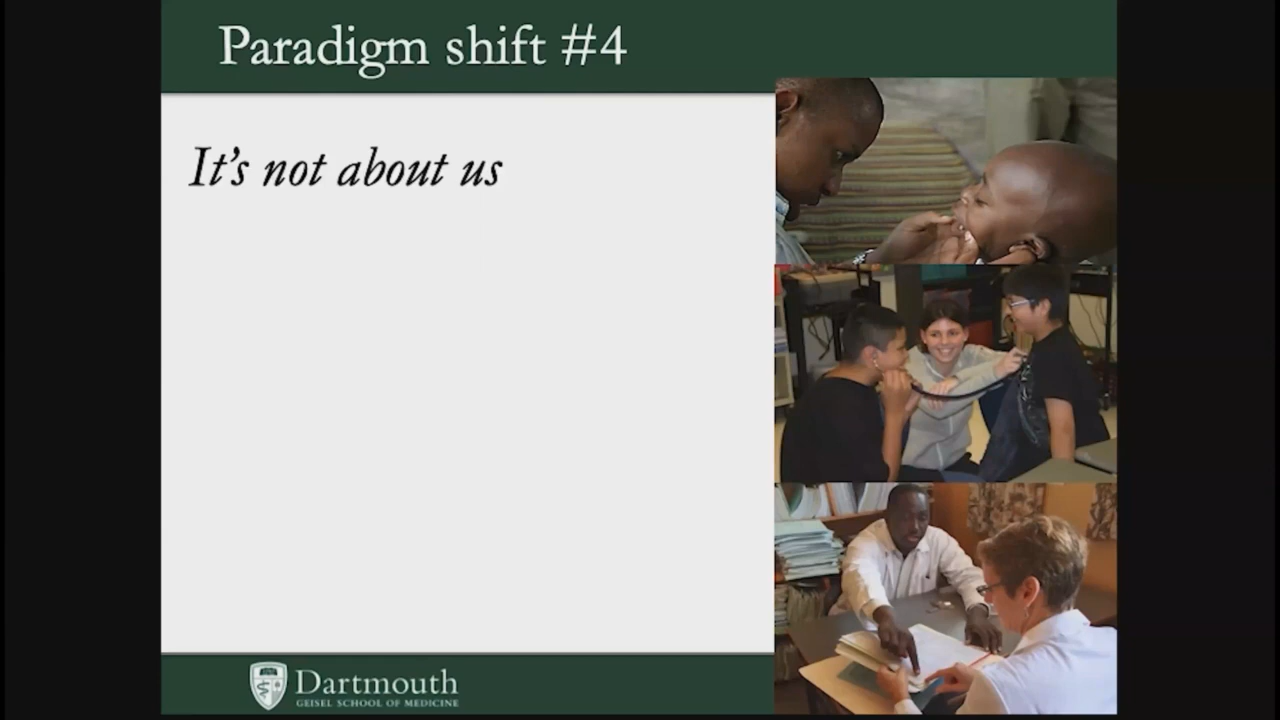 Paradigm shift #4
It's not about us
Dartmouth
GEISEL SCHOOL OF MEDICINE